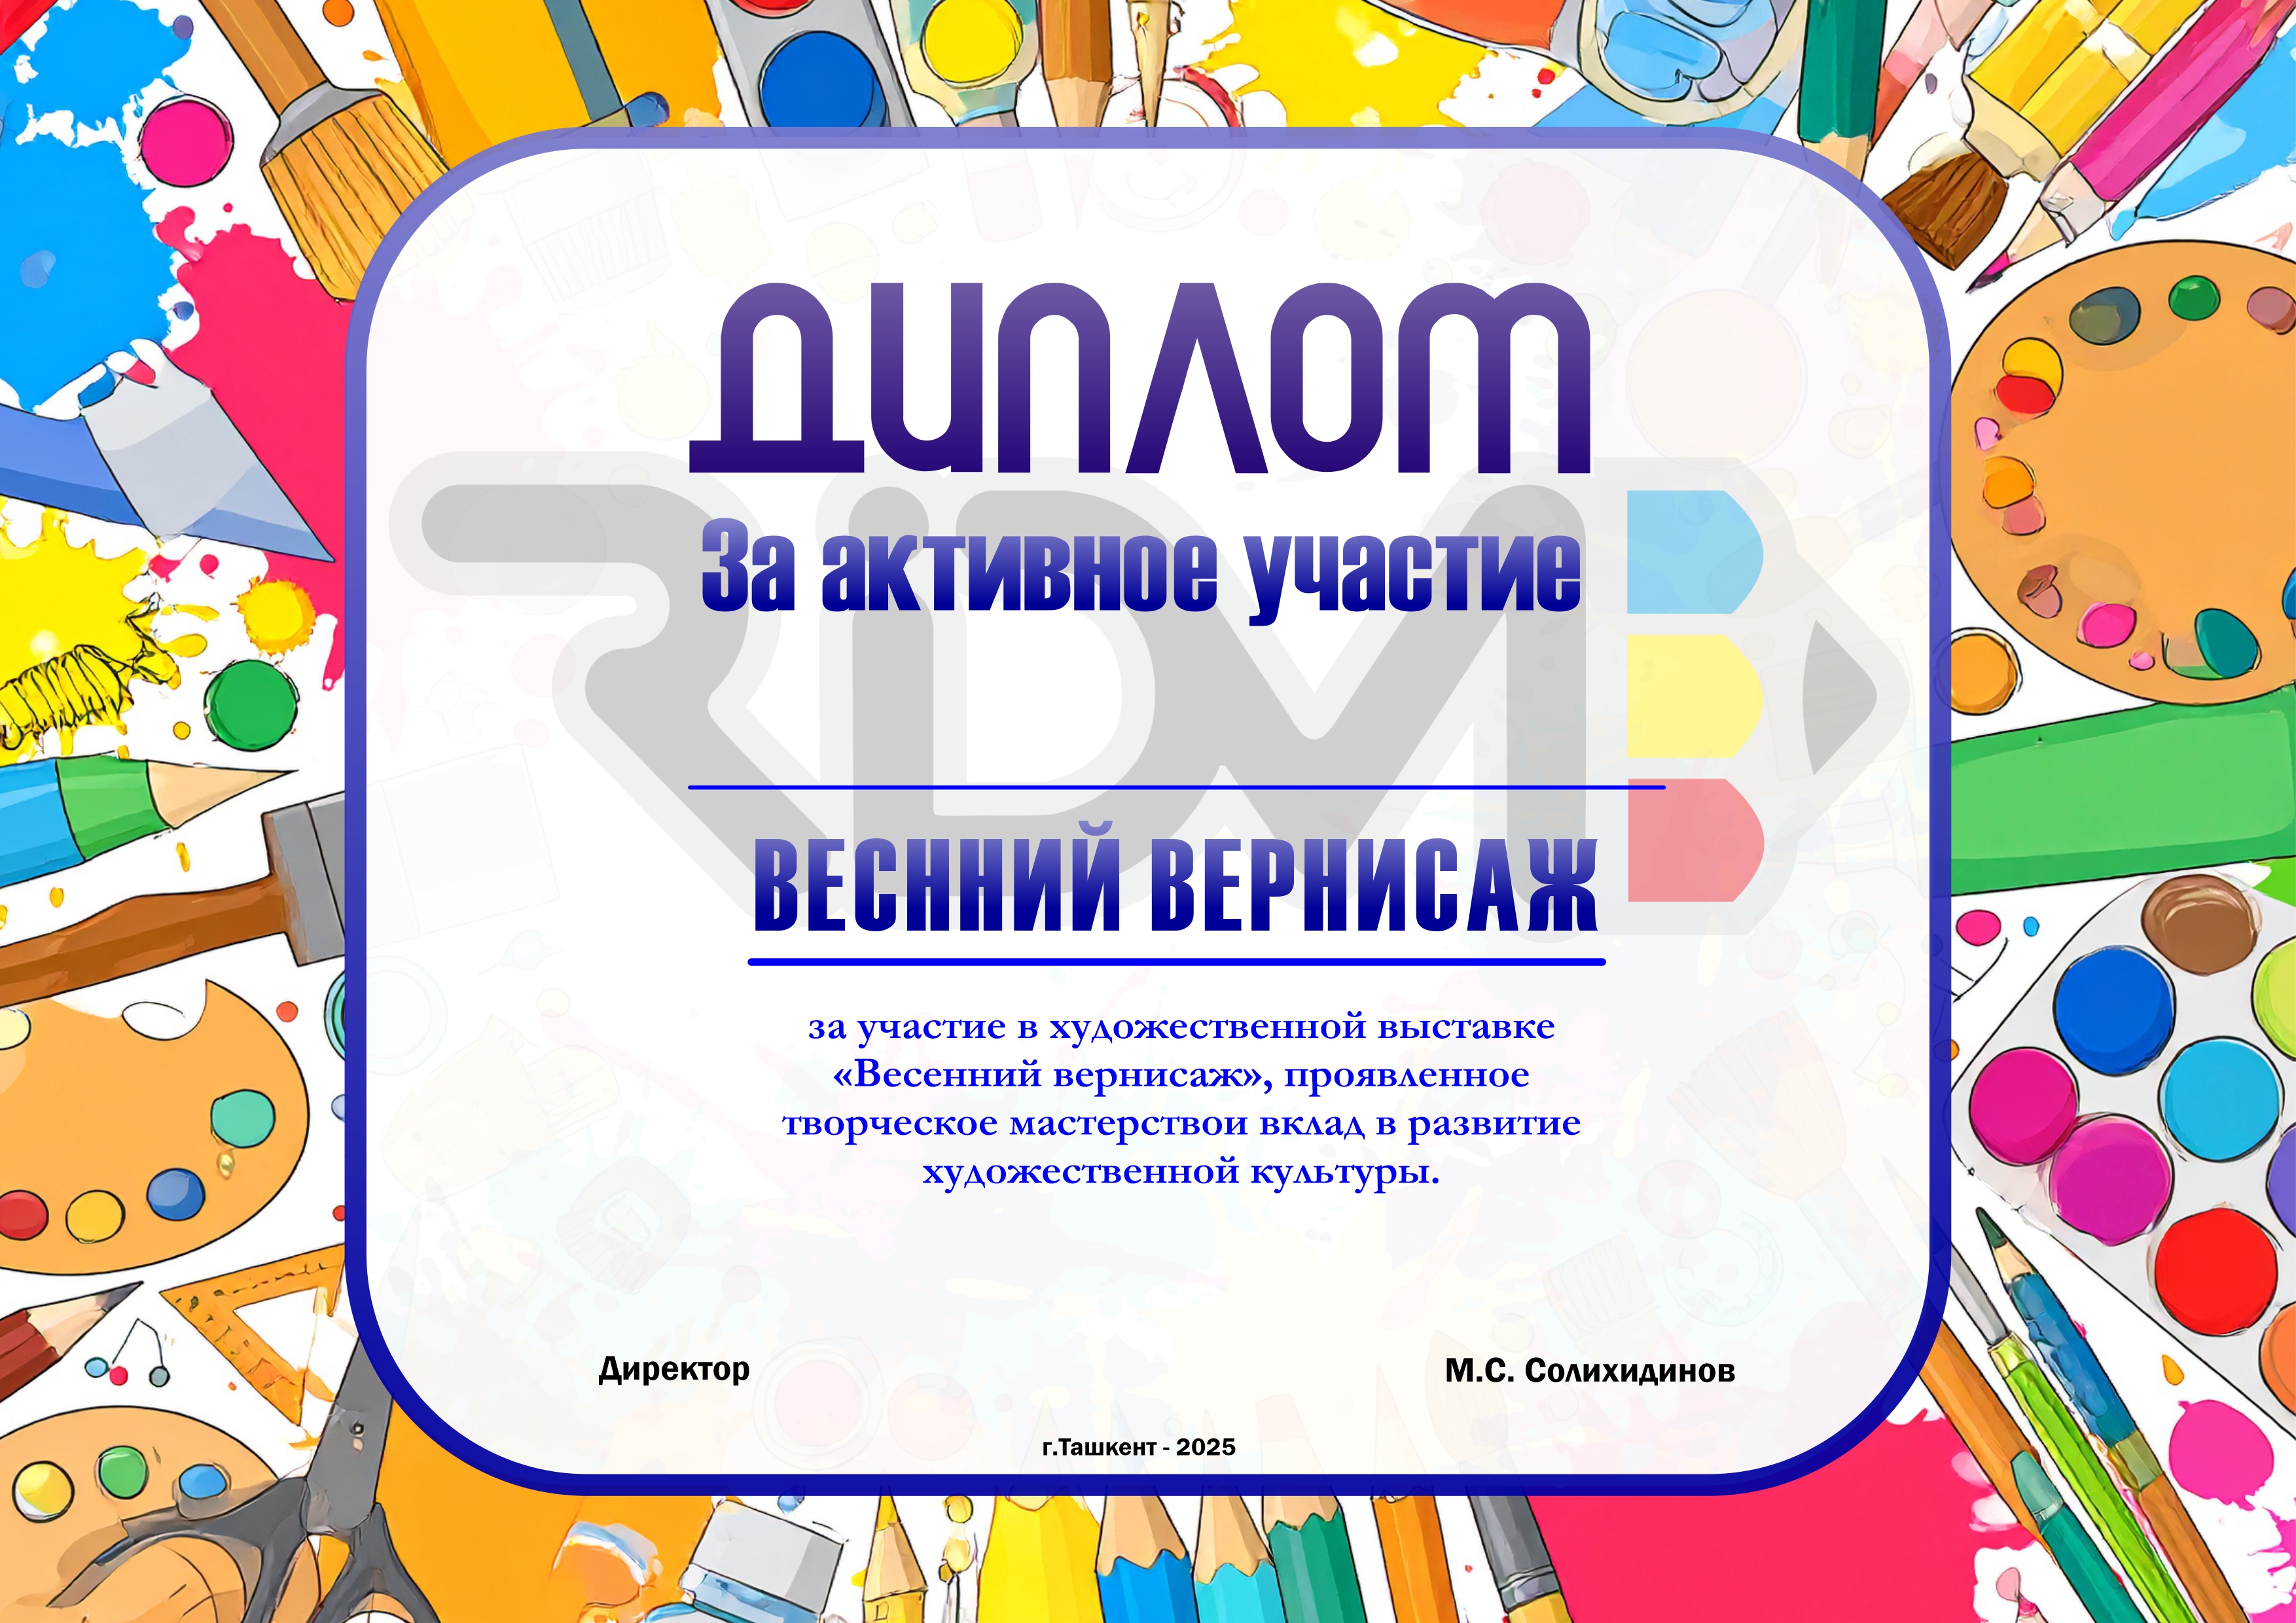 ДИПЛОМ
За активное участие
RDMB
ВЕСННИЙ ВЕРНИСАЖ
за участие в художественной выставке
«Весенний вернисаж», проявленное
творческое мастерствои вклад в развитие
художественной культуры.
Директор
М.С. Солихидинов
г.Ташкент - 2025